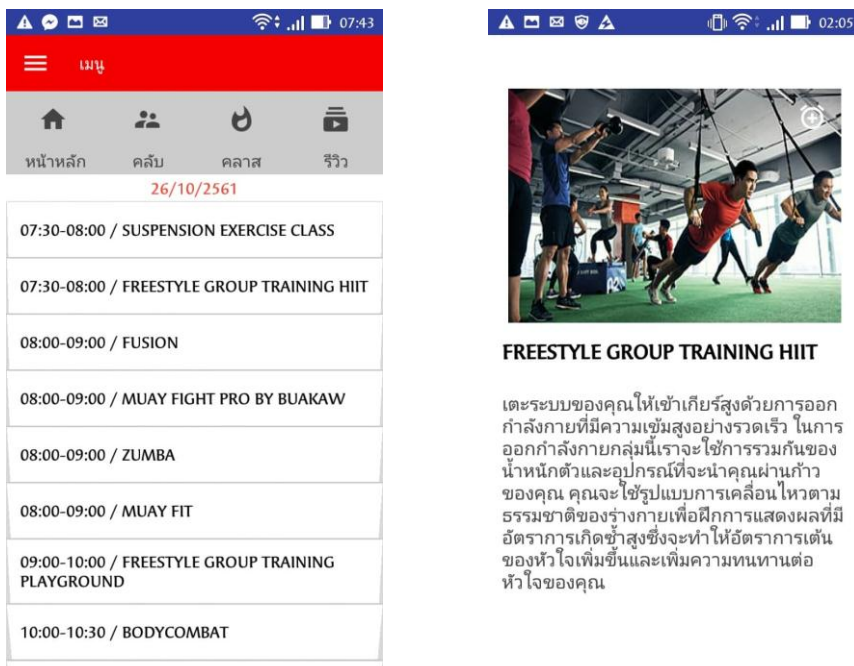 07:43
เมนู
หน้าหลัก คลับ คลาส รีวิว
26/10/2561
07:30-08:00 / SUSPENSION EXERCISE CLASS
07:30-08:00 / FREESTYLE GROUP TRAINING HIIT
08:00-09:00 / FUSION
08:00-09:00 / MUAY FIGHT PRO BY BUAKAW
08:00-09:00 / ZUMBA
08:00-09:00 / MUAY FIT
09:00-10:00 / FREESTYLE GROUP TRAINING
PLAYGROUND
10:00-10:30 / BODYCOMBAT
02:05
FREESTYLE GROUP TRAINING HIIT
เตะระบบของคุณให้เข้าเกียร์สูงด้วยการออก
กำลังกายที่มีความเข้มสูงอย่างรวดเร็ว ในการ
ออกกำลังกายกลุ่มนี้เราจะใช้การรวมกันของ
น้ำหนักตัวและอุปกรณ์ที่จะนำคุณผ่านก้าว
ของคุณ คุณจะใช้รูปแบบการเคลื่อนไหวตาม
ธรรมชาติของร่างกายเพื่อฝึกการแสดงผลที่มี
อัตราการเกิดซ้ำสูงซึ่งจะทำให้อัตราการเต้น
ของหัวใจเพิ่มขึ้นและเพิ่มความทนทานต่อ
หัวใจของคุณ